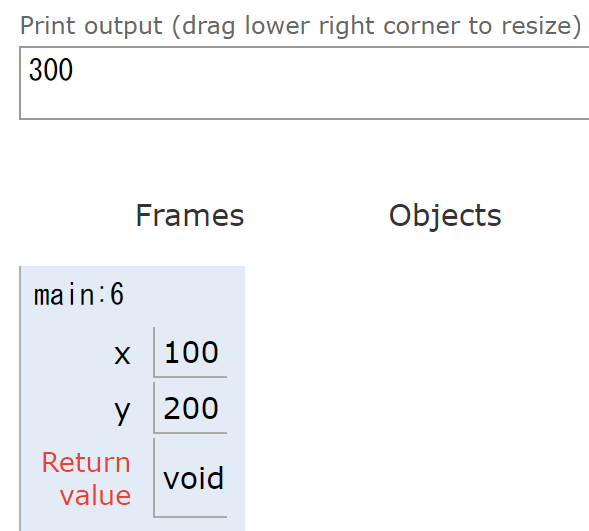 Print output (drag lower right corner to resize)
300
Frames Objects
main:6
x 100
y 200
Return
value void